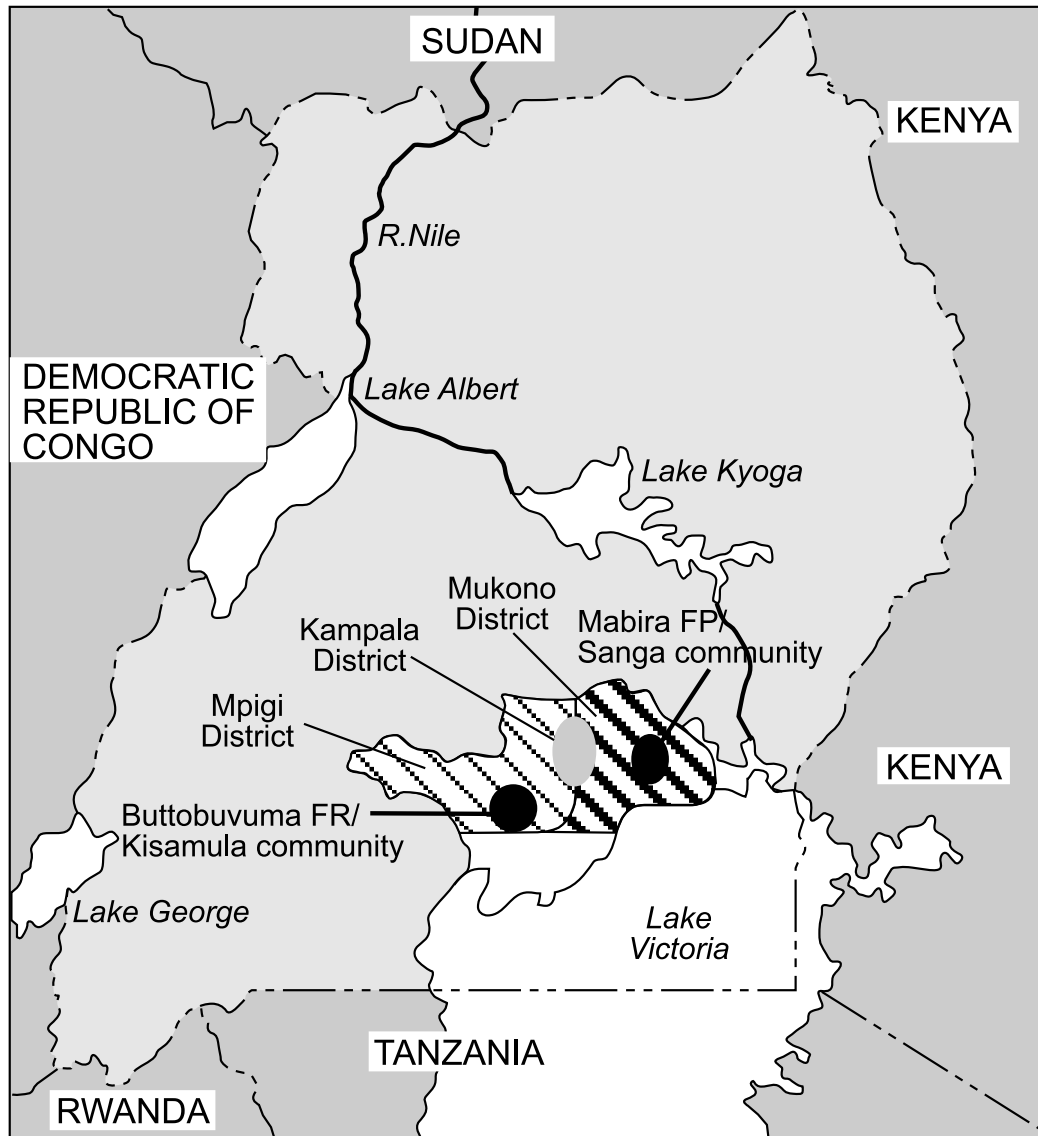 SUDAN
KENYA
R.Nile
DEMOCRATIC
REPUBLIC OF
CONGO
Lake Albert
Lake Kyoga
Mukono
District
Mabira FP/
Sanga community
Kampala
District
Mpigi
District
KENYA
Buttobuvuma FR/
Kisamula community
Lake George
Lake
Victoria
TANZANIA
RWANDA